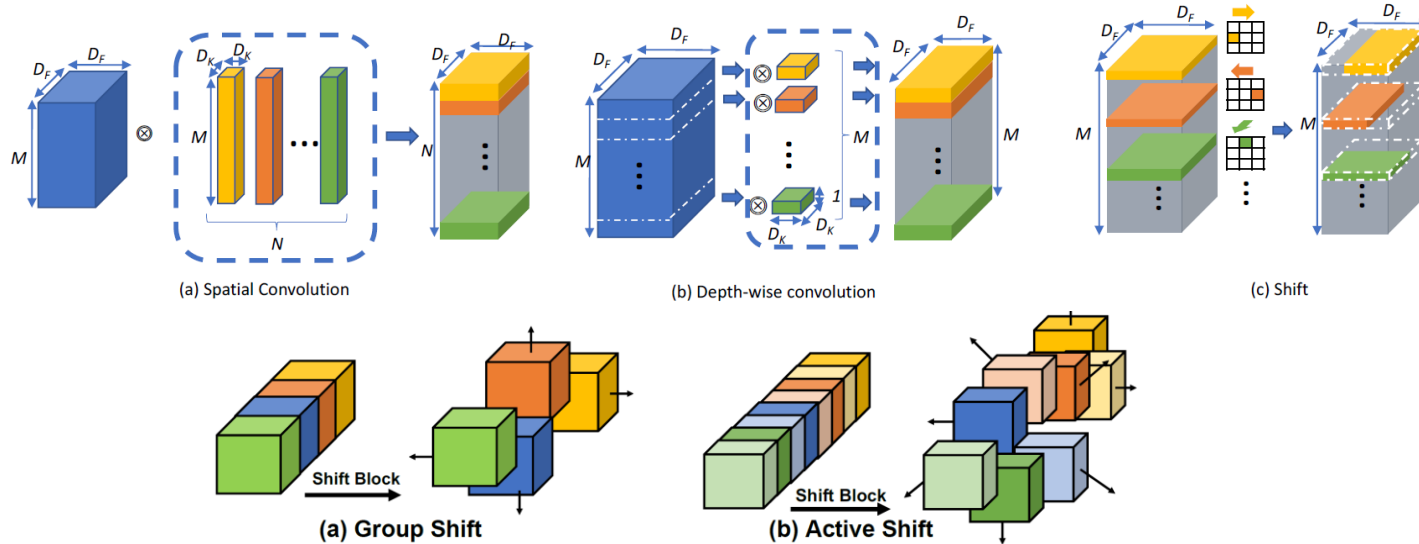 D_F
D_F
M
⊗
D_K
D_K
M
...
N
D_F
D_F
N
...
(a) Spatial Convolution
D_F
D_F
M
...
⊗
⊗
...
⊗
M
1
D_K
D_K
D_F
D_F
M
...
(b) Depth-wise convolution
D_F
D_F
M
...
...
D_F
D_F
M
...
(c) Shift
Shift Block
(a) Group Shift
Shift Block
(b) Active Shift